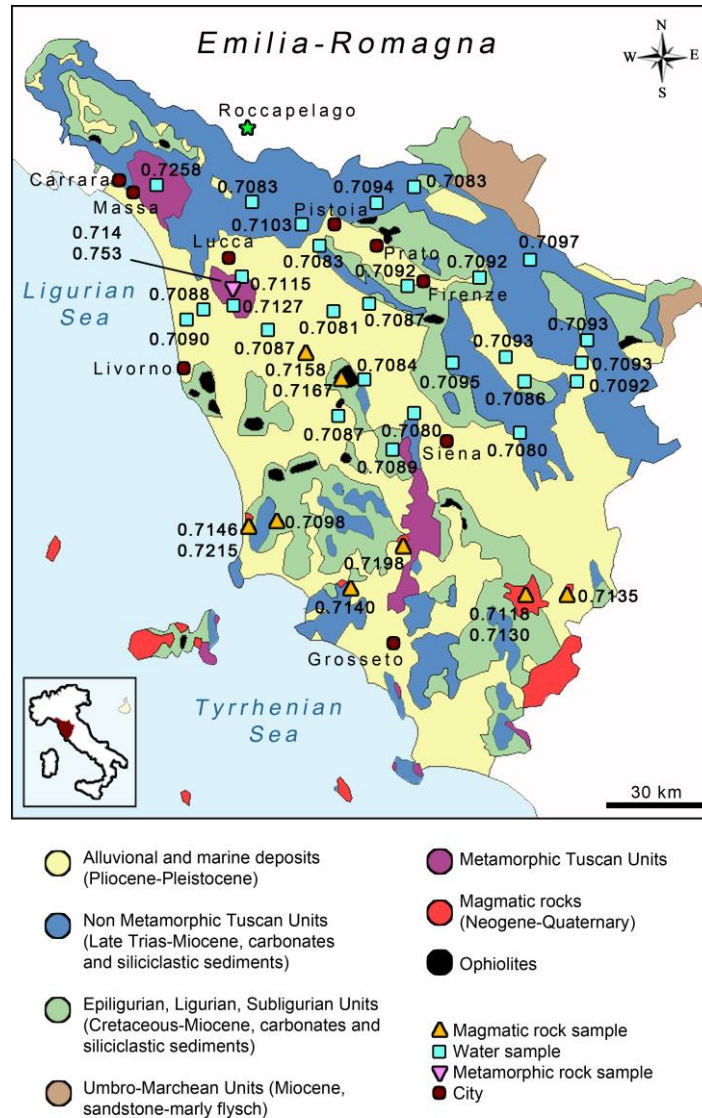 Emilia-Romagna
N
W E
S
Roccapelago
0.7258
Carrara
Massa
0.7083
0.7094
0.7083
0.7103
Pistoia
0.714
0.753
Lucca
Prato
0.7083
0.7097
0.7092
0.7092
Firenze
Ligurian
Sea
0.7115
0.7127
0.7088
0.7090
0.7081
0.7087
0.7087
0.7093
0.7093
0.7093
0.7092
Livorno
0.7158
0.7167
0.7084
0.7095
0.7086
0.7087
0.7080
0.7089
Siena
0.7080
0.7146
0.7215
0.7098
0.7198
0.7140
0.7118
0.7130
0.7135
Grosseto
Tyrrhenian
Sea
30 km
Alluvional and marine deposits
(Pliocene-Pleistocene)
Non Metamorphic Tuscan Units
(Late Trias-Miocene, carbonates
and siliciclastic sediments)
Epiligurian, Ligurian, Subligurian Units
(Cretaceous-Miocene, carbonates and
siliciclastic sediments)
Umbro-Marchean Units (Miocene,
sandstone-marly flysch)
Metamorphic Tuscan Units
Magmatic rocks
(Neogene-Quaternary)
Ophiolites
Magmatic rock sample
Water sample
Metamorphic rock sample
City